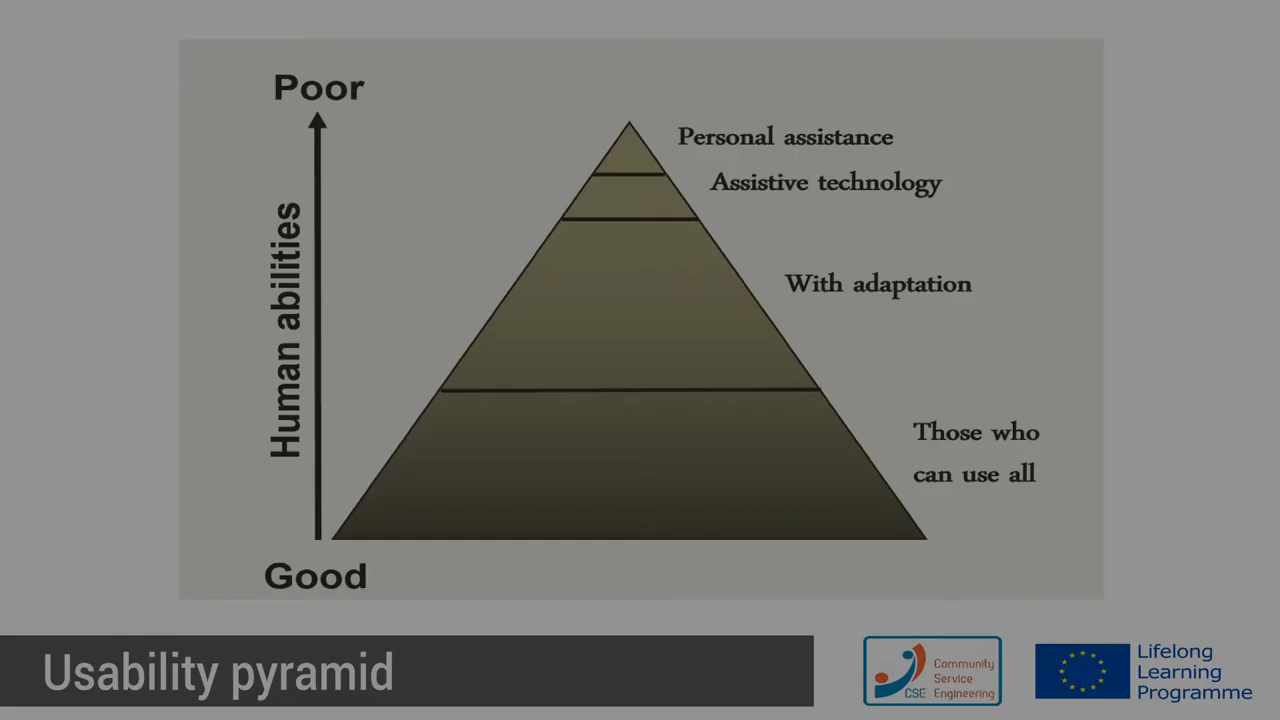 Poor
Human abilities
Good
Personal assistance
Assistive technology
With adaptation
Those who
can use all
Usability pyramid
Community
Service
CSE Engineering
Lifelong
Learning
Programme